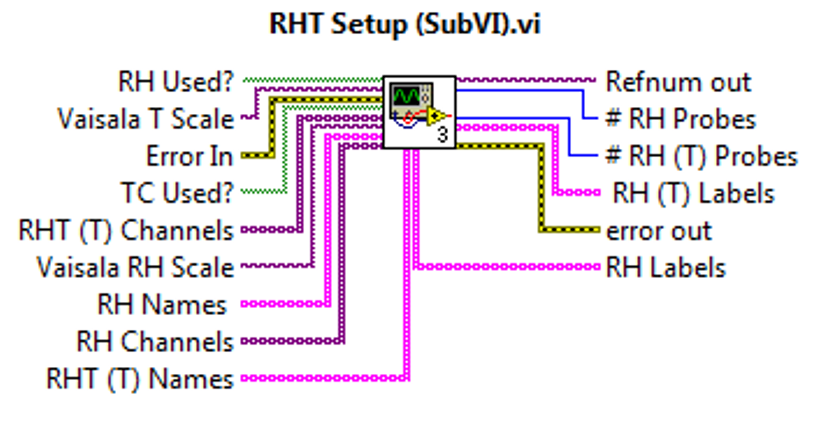 RHT Setup (SubVI).vi
RH Used?
Vaisala T Scale
Error In
TC Used?
RHT (T) Channels
Vaisala RH Scale
RH Names
RH Channels
RHT (T) Names
3
Refnum out
# RH Probes
# RH (T) Probes
RH (T) Labels
error out
RH Labels